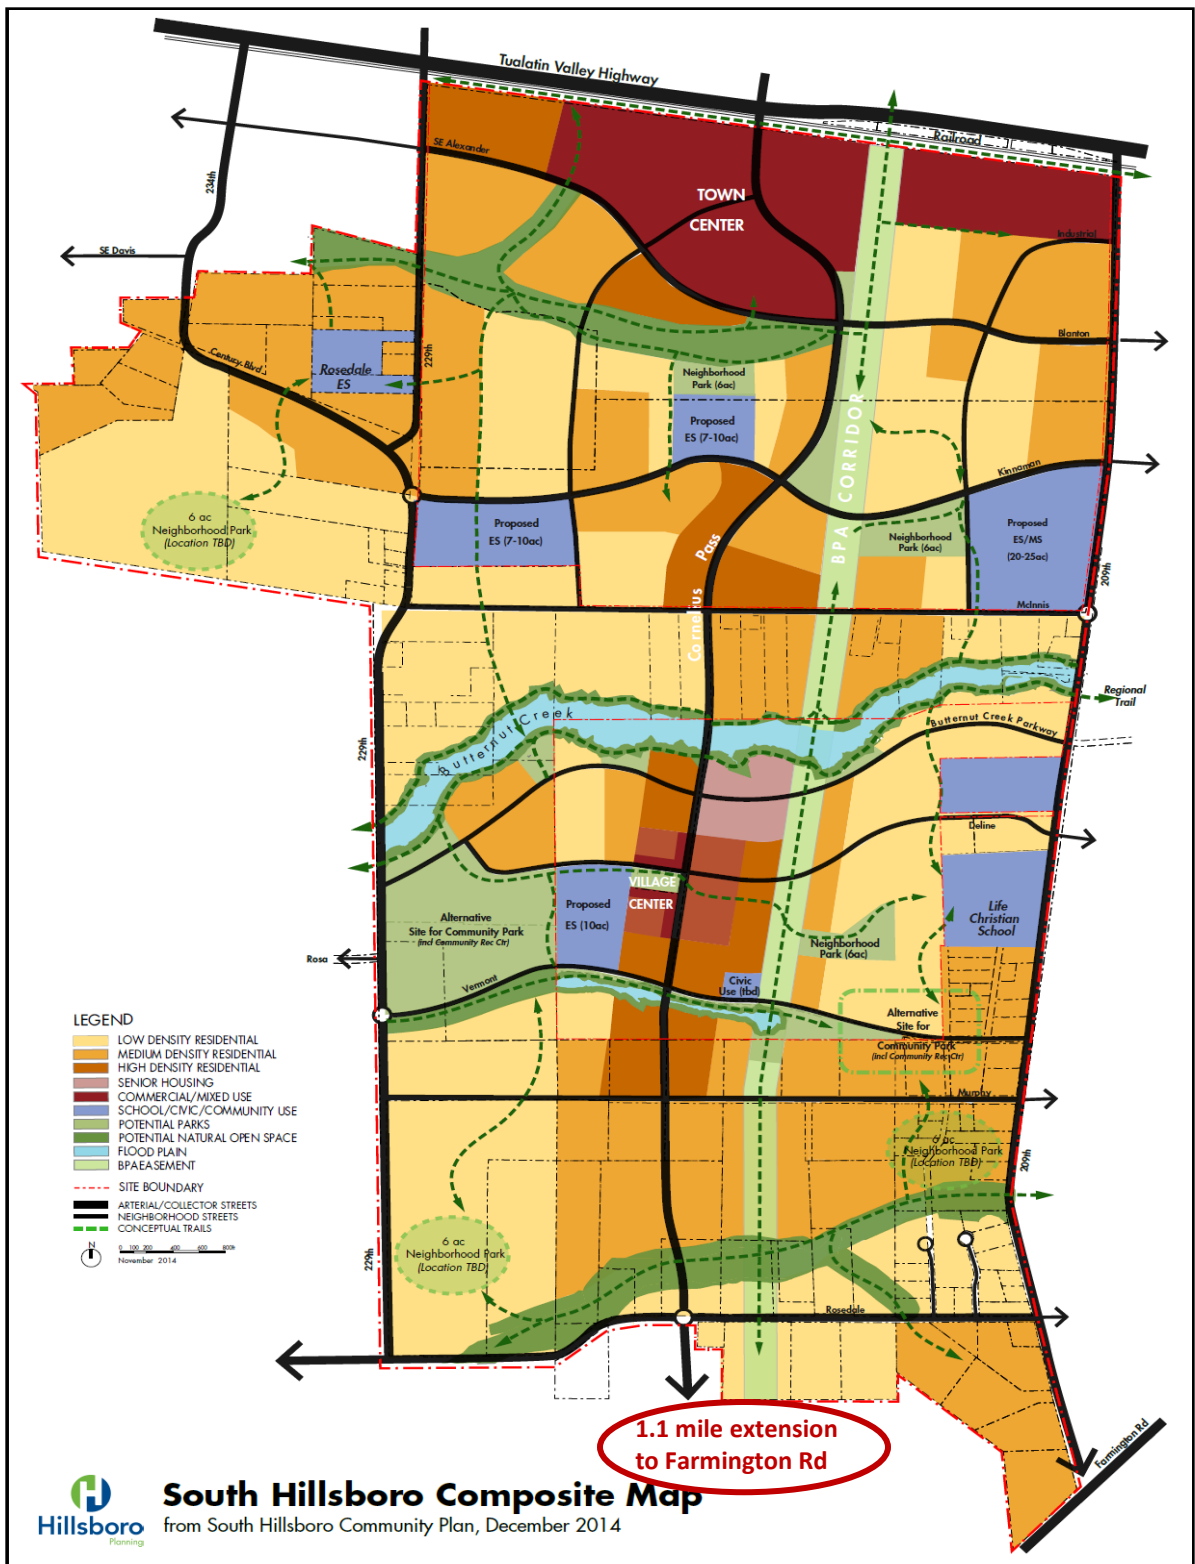 Tualatin Valley Highway
Railroad
SE Alexander
234th
TOWN
CENTER
Industrial
SE Davis
Blanton
229th
Century Blvd
Rosedale
ES
Neighborhood
Park (6ac)
BPA CORRIDOR
Proposed
ES (7-10ac)
Kinnaman
6 ac
Neighborhood Park
(Location TBD)
Proposed
ES (7-10ac)
Cornelius Pass
Neighborhood
Park (6ac)
Proposed
ES/MS
(20-25ac)
209th
McInnis
Regional
Trail
Butternut Creek
Butternut Creek Parkway
229th
Deline
VILLAGE
CENTER
Proposed
ES (10ac)
Alternative
Site for Community Park
(incl Community Rec Ctr)
Life
Christian
School
Neighborhood
Park (6ac)
Rosa
Vermont
Civic
Use (tbd)
Alternative
Site for
Community Park
(incl Community Rec Ctr)
LEGEND
LOW DENSITY RESIDENTIAL
MEDIUM DENSITY RESIDENTIAL
HIGH DENSITY RESIDENTIAL
SENIOR HOUSING
COMMERCIAL/MIXED USE
SCHOOL/CIVIC/COMMUNITY USE
POTENTIAL PARKS
POTENTIAL NATURAL OPEN SPACE
FLOOD PLAIN
BPA EASEMENT
SITE BOUNDARY
ARTERIAL/COLLECTOR STREETS
NEIGHBORHOOD STREETS
CONCEPTUAL TRAILS
N
0 100 200 400 600 800ft
November 2014
Murphy
6 ac
Neighborhood Park
(Location TBD)
209th
6 ac
Neighborhood Park
(Location TBD)
229th
Rosedale
1.1 mile extension
to Farmington Rd
Farmington Rd
Hillsboro
Planning
South Hillsboro Composite Map
from South Hillsboro Community Plan, December 2014